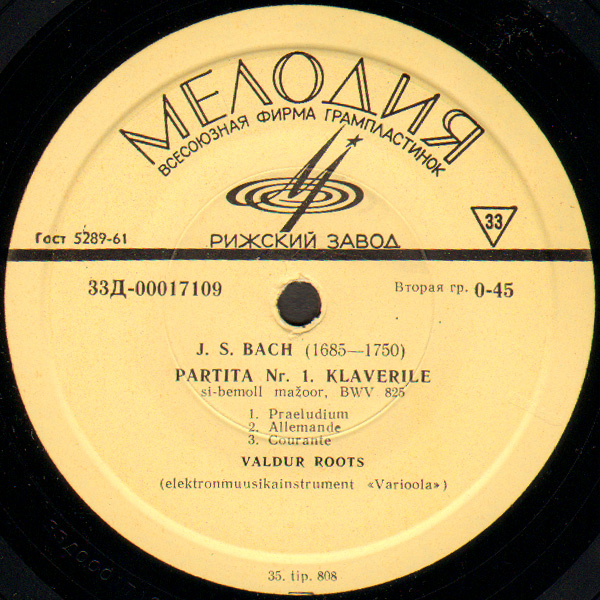 МЕЛОДИЯ
ВСЕСОЮЗНАЯ ФИРМА ГРАМПЛАСТИНОК
33
Гост 5289-61
РИЖСКИЙ ЗАВОД
33Д-00017109
Вторая гр. 0-45
J. S. BACH (1685—1750)
PARTITA Nr. 1. KLAVERILE
si-bemoll mažoor, BWV 825
1. Praeludium
2. Allemande
3. Courante
VALDUR ROOTS
(elektronmuusikainstrument «Varioola»)
35. tip. 808